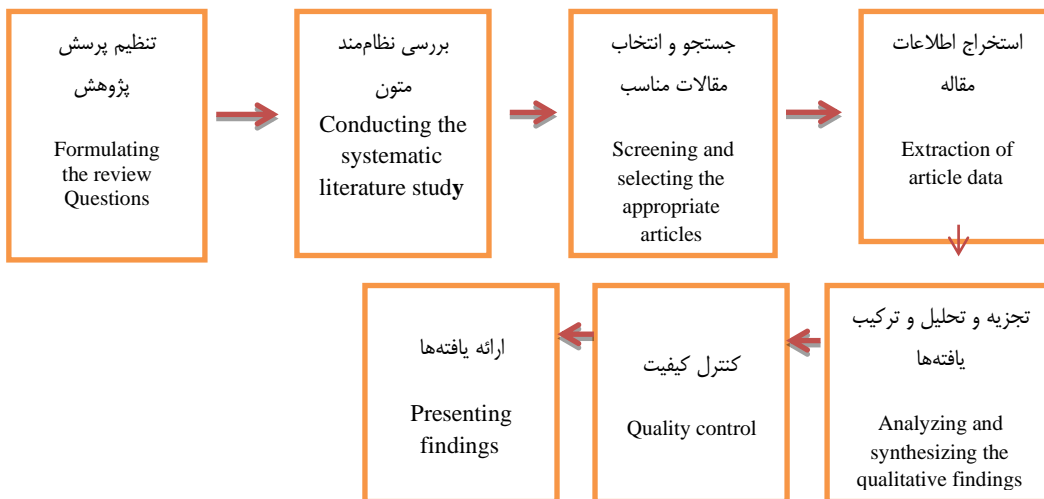 تنظیم پرسش
پژوهش
Formulating
the review
Questions
بررسی نظام‌مند
متون
Conducting the
systematic
literature study
جستجو و انتخاب
مقالات مناسب
Screening and
selecting the
appropriate
articles
استخراج اطلاعات
مقاله
Extraction of
article data
تجزیه و تحلیل و ترکیب
یافته‌ها
Analyzing and
synthesizing the
qualitative findings
کنترل کیفیت
Quality control
ارائه یافته‌ها
Presenting
findings